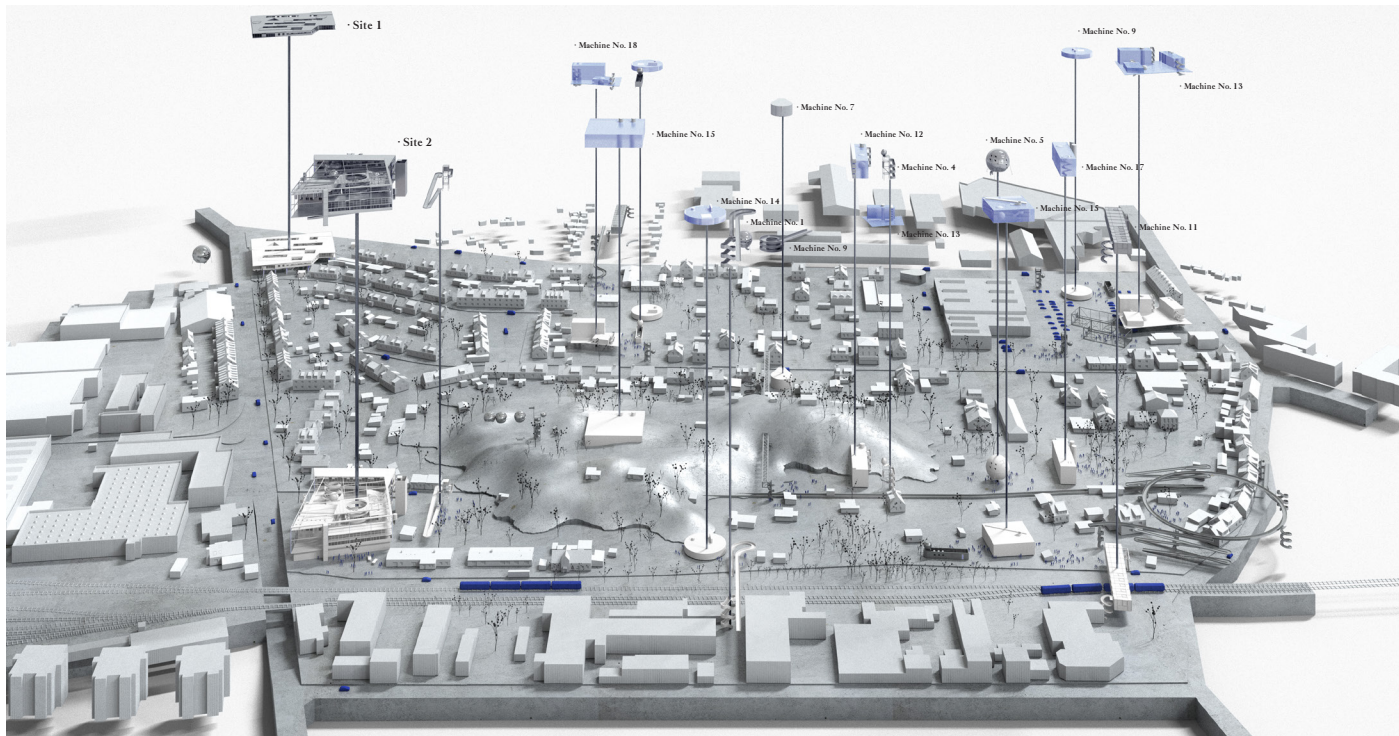 · Site 1
· Machine No. 18
· Machine No. 9
· Machine No. 13
· Machine No. 7
· Machine No. 15
· Machine No. 12
· Site 2
· Machine No. 5
· Machine No. 4
· Machine No. 17
· Machine No. 14
· Machine No. 15
· Machine No. 1
· Machine No. 11
· Machine No. 13
· Machine No. 9